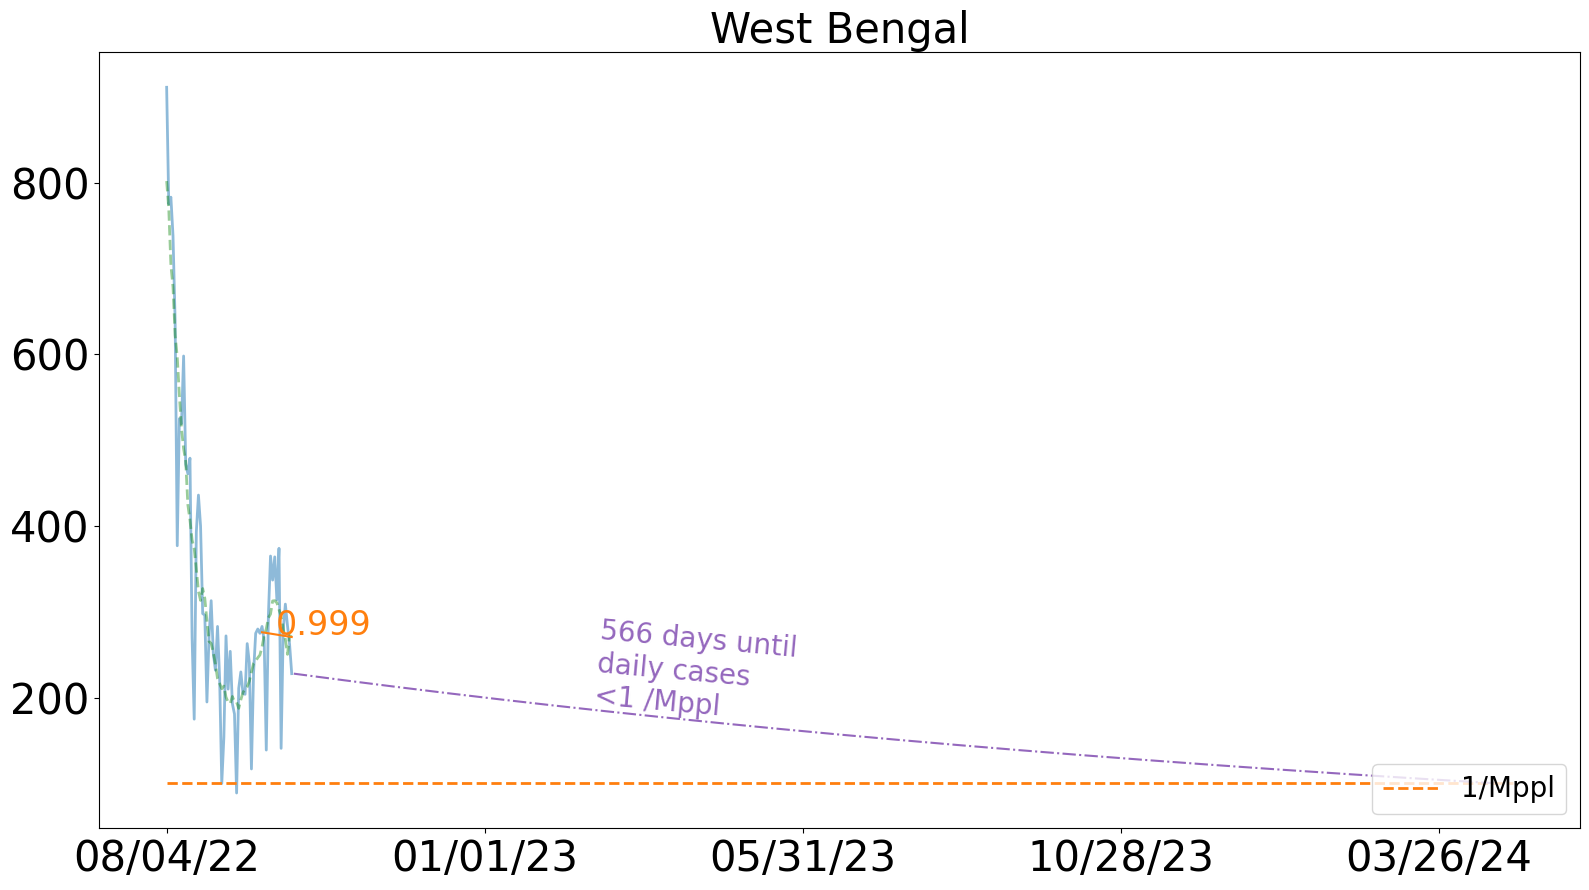 West Bengal
800
600
400
200
0.999
566 days until
daily cases
<1 /Mppl
1/Mppl
08/04/22 01/01/23 05/31/23 10/28/23 03/26/24